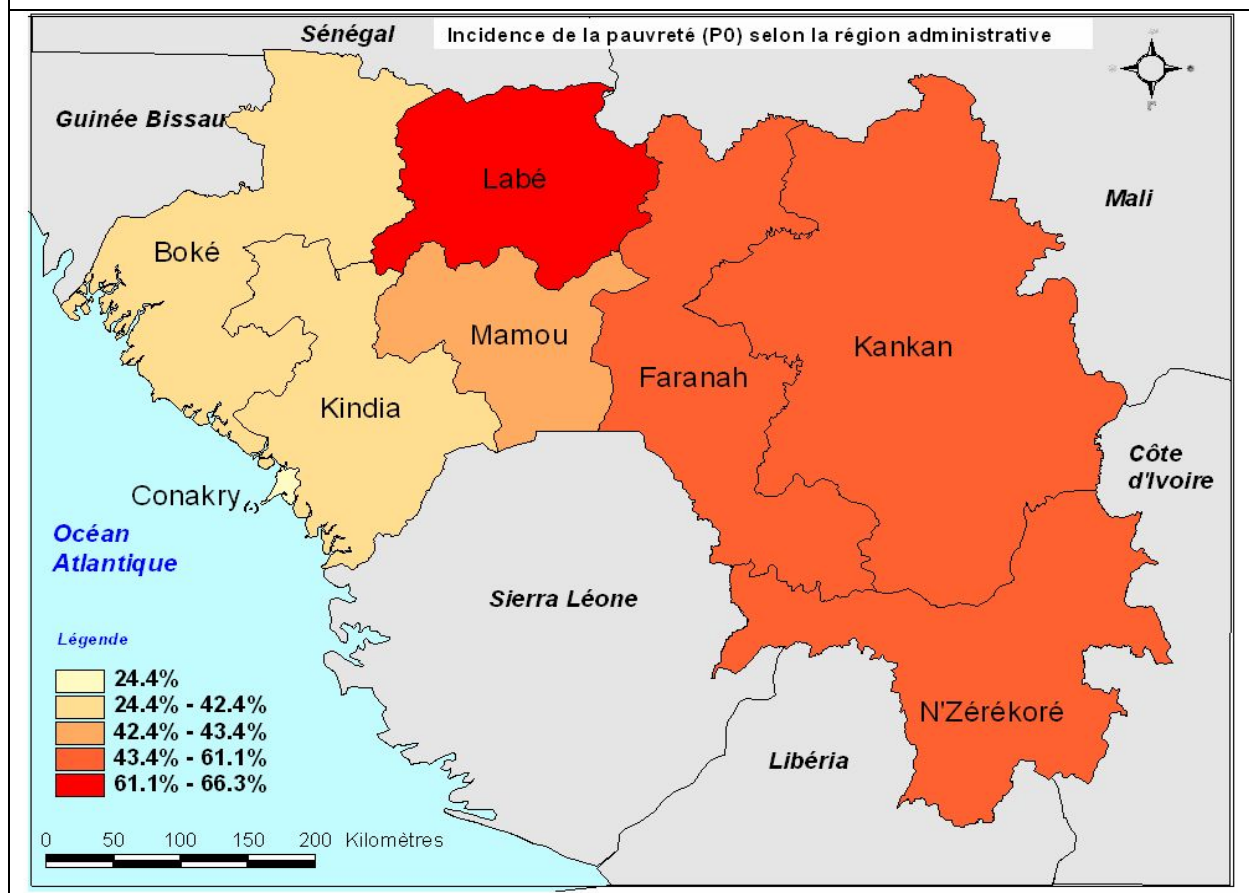 Sénégal
Incidence de la pauvreté (P0) selon la région administrative
Guinée Bissau
Labé
Mali
Boké
Mamou
Kankan
Faranah
Kindia
Côte
d'Ivoire
Conakry
Océan
Atlantique
Sierra Léone
Légende
24.4%
24.4% - 42.4%
42.4% - 43.4%
43.4% - 61.1%
61.1% - 66.3%
N'Zérékoré
Libéria
0 50 100 150 200 Kilomètres